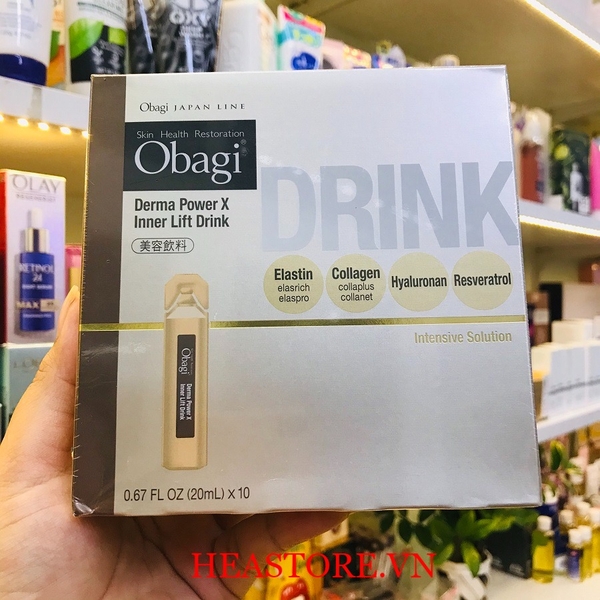 Obagi JAPAN LINE
Skin Health Restoration
Obagi®
DRINK
Derma Power X
Inner Lift Drink
美容飲料
Elastin
elasrich
elaspro
Collagen
collaplus
collanet
Hyaluronan
Resveratrol
Intensive Solution
Obagi
Derma Power X
Inner Lift Drink
0.67 FL OZ (20mL) x 10
OLAY
RETINOL
24
MAX
HEASTORE.VN